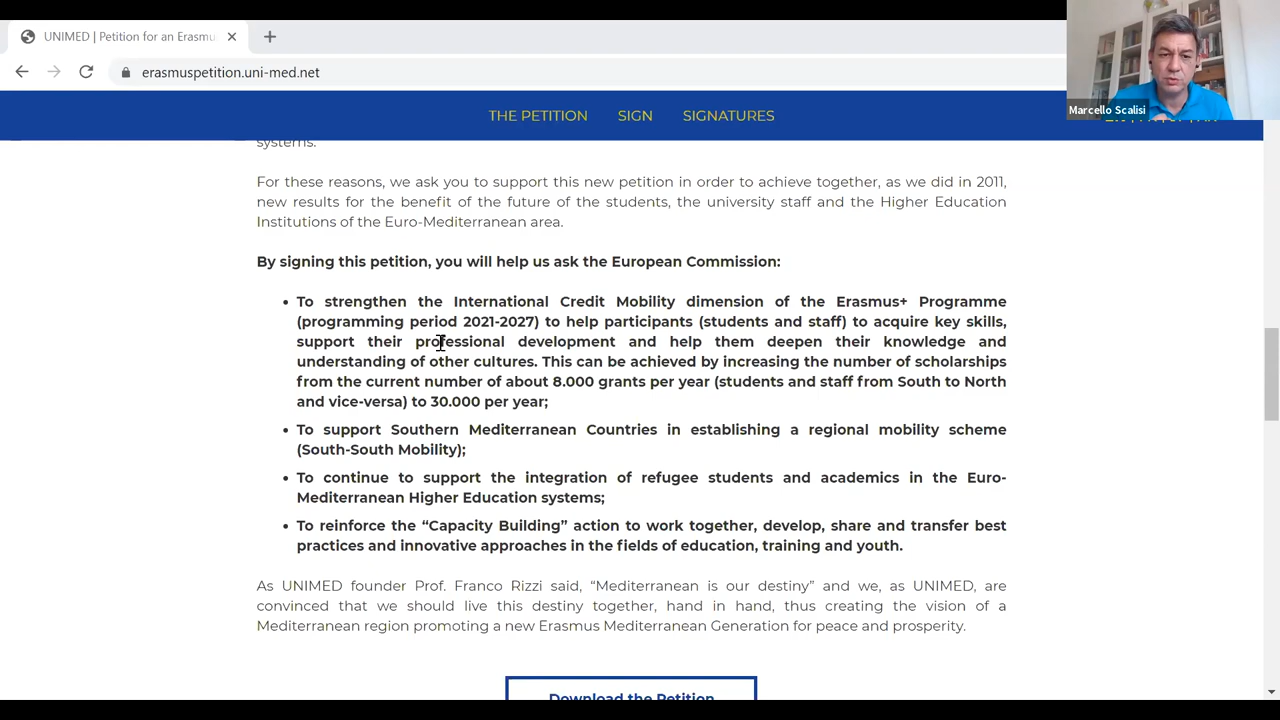 UNIMED | Petition for an Erasmu
erasmuspetition.uni-med.net
Marcello Scalisi
THE PETITION SIGN SIGNATURES
systems.
For these reasons, we ask you to support this new petition in order to achieve together, as we did in 2011,
new results for the benefit of the future of the students, the university staff and the Higher Education
Institutions of the Euro-Mediterranean area.
By signing this petition, you will help us ask the European Commission:
• To strengthen the International Credit Mobility dimension of the Erasmus+ Programme
(programming period 2021-2027) to help participants (students and staff) to acquire key skills,
support their professional development and help them deepen their knowledge and
understanding of other cultures. This can be achieved by increasing the number of scholarships
from the current number of about 8.000 grants per year (students and staff from South to North
and vice-versa) to 30.000 per year;
• To support Southern Mediterranean Countries in establishing a regional mobility scheme
(South-South Mobility);
• To continue to support the integration of refugee students and academics in the Euro-
Mediterranean Higher Education systems;
• To reinforce the “Capacity Building” action to work together, develop, share and transfer best
practices and innovative approaches in the fields of education, training and youth.
As UNIMED founder Prof. Franco Rizzi said, “Mediterranean is our destiny” and we, as UNIMED, are
convinced that we should live this destiny together, hand in hand, thus creating the vision of a
Mediterranean region promoting a new Erasmus Mediterranean Generation for peace and prosperity.
Download the Petition